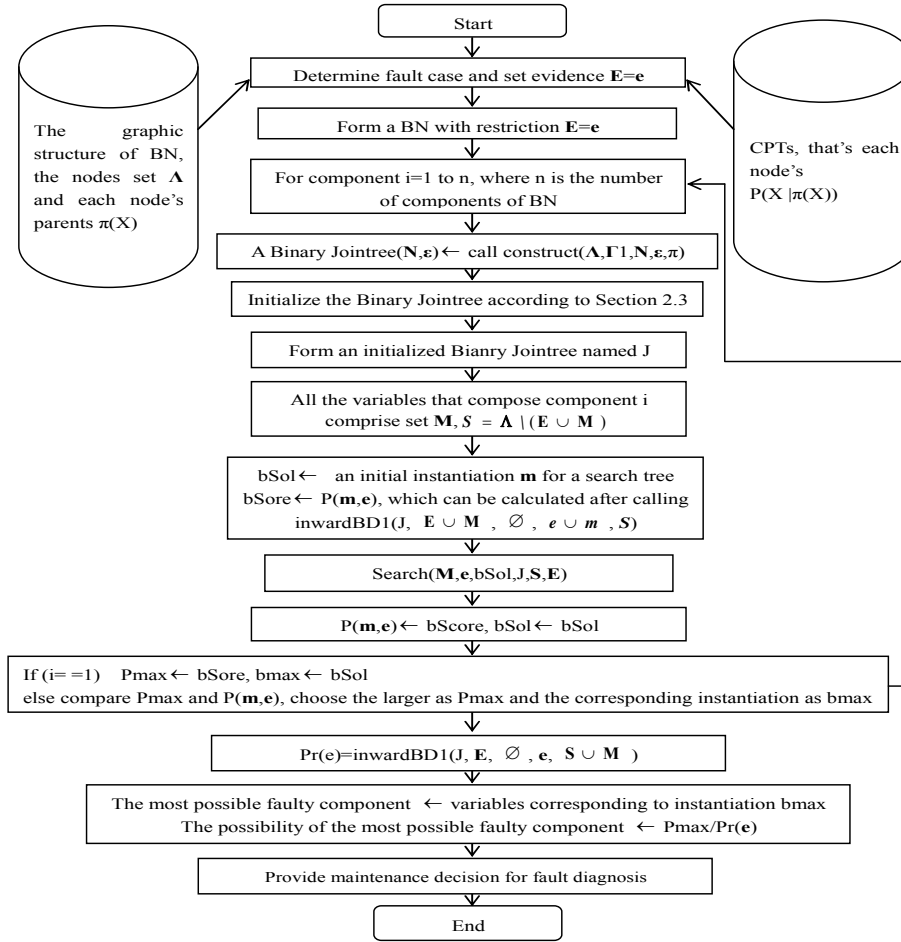 Start
Determine fault case and set evidence E=e
The graphic
structure of BN,
the nodes set Λ
and each node's
parents π(X)
CPTs, that's each
node's
P(X |π(X))
Form a BN with restriction E=e
For component i=1 to n, where n is the number
of components of BN
A Binary Jointree(N,ε)← call construct(Λ,Γ1,N,ε,π)
Initialize the Binary Jointree according to Section 2.3
Form an initialized Bianry Jointree named J
All the variables that compose component i
comprise set M, S = Λ \ (E ∪ M )
bSol← an initial instantiation m for a search tree
bSore← P(m,e), which can be calculated after calling
inwardBD1(J, E ∪ M , ∅ , e ∪ m , S)
Search(M,e,bSol,J,S,E)
P(m,e)← bScore, bSol← bSol
If (i= =1) Pmax← bSore, bmax← bSol
else compare Pmax and P(m,e), choose the larger as Pmax and the corresponding instantiation as bmax
Pr(e)=inwardBD1(J, E, ∅ , e, S ∪ M )
The most possible faulty component ← variables corresponding to instantiation bmax
The possibility of the most possible faulty component ← Pmax/Pr(e)
Provide maintenance decision for fault diagnosis
End